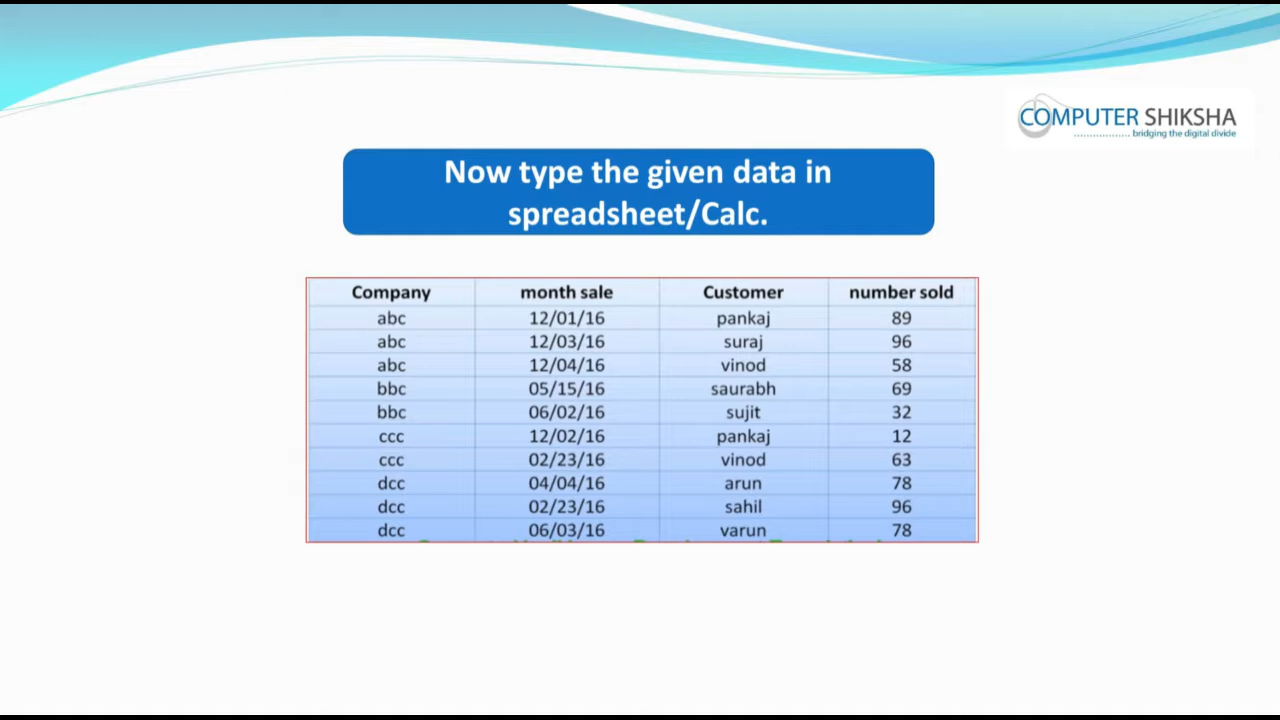 COMPUTER SHIKSHA
bridging the digital divide
Now type the given data in
spreadsheet/Calc.
Company month sale Customer number sold
abc 12/01/16 pankaj 89
abc 12/03/16 suraj 96
abc 12/04/16 vinod 58
bbc 05/15/16 saurabh 69
bbc 06/02/16 sujit 32
ccc 12/02/16 pankaj 12
ccc 02/23/16 vinod 63
dcc 04/04/16 arun 78
dcc 02/23/16 sahil 96
dcc 06/03/16 varun 78